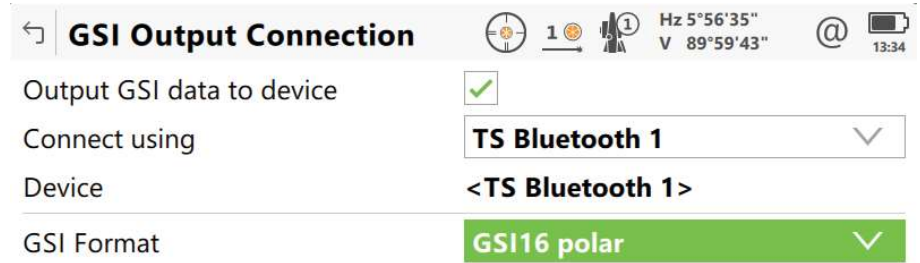 GSI Output Connection 1 1 Hz 5°56'35" @
V 89°59'43" 13:34
Output GSI data to device
Connect using TS Bluetooth 1
Device <TS Bluetooth 1>
GSI Format GSI16 polar